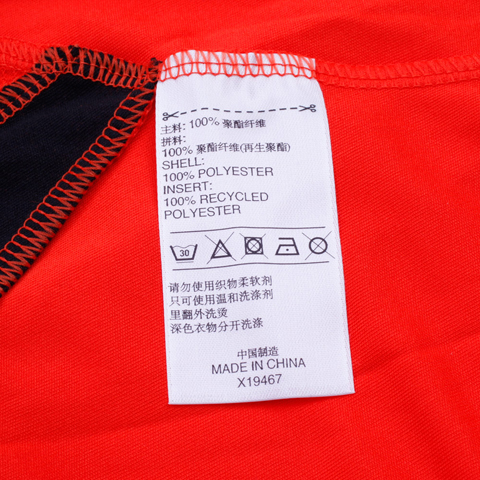 主料: 100% 聚酯纤维
拼料:
100% 聚酯纤维(再生聚酯)
SHELL:
100% POLYESTER
INSERT:
100% RECYCLED
POLYESTER
30
请勿使用织物柔软剂
只可使用温和洗涤剂
里翻外洗烫
深色衣物分开洗涤
中国制造
MADE IN CHINA
X19467